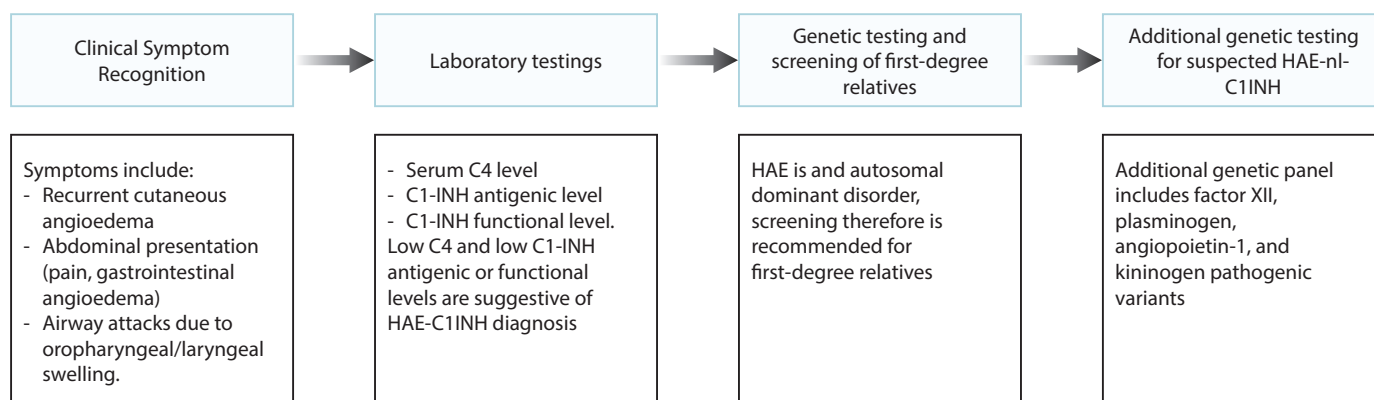 Clinical Symptom
Recognition
Laboratory testings
Genetic testing and
screening of first-degree
relatives
Additional genetic testing
for suspected HAE-nl-
C1INH
Symptoms include:
- Recurrent cutaneous
angioedema
- Abdominal presentation
(pain, gastrointestinal
angioedema)
- Airway attacks due to
oropharyngeal/laryngeal
swelling.
- Serum C4 level
- C1-INH antigenic level
- C1-INH functional level.
Low C4 and low C1-INH
antigenic or functional
levels are suggestive of
HAE-C1INH diagnosis
HAE is and autosomal
dominant disorder,
screening therefore is
recommended for
first-degree relatives
Additional genetic panel
includes factor XII,
plasminogen,
angiopoietin-1, and
kininogen pathogenic
variants